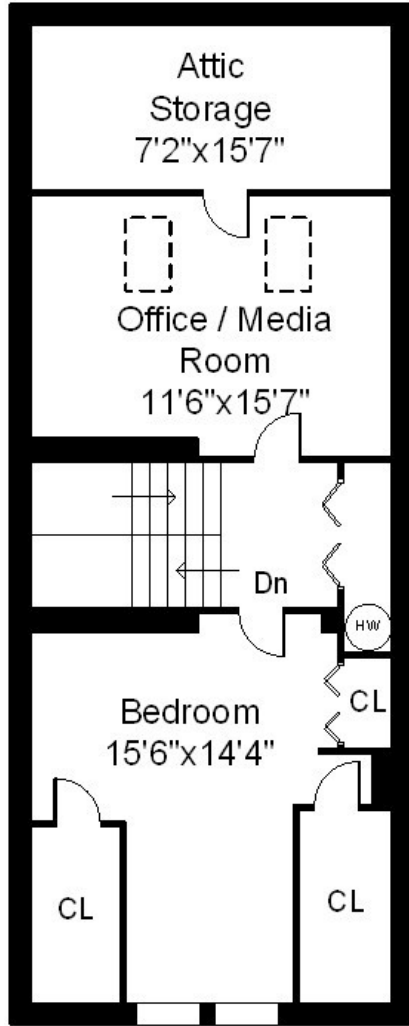 Attic
Storage
7'2"x15'7"
Office / Media
Room
11'6"x15'7"
Dn
HW
CL
Bedroom
15'6"x14'4"
CL
CL